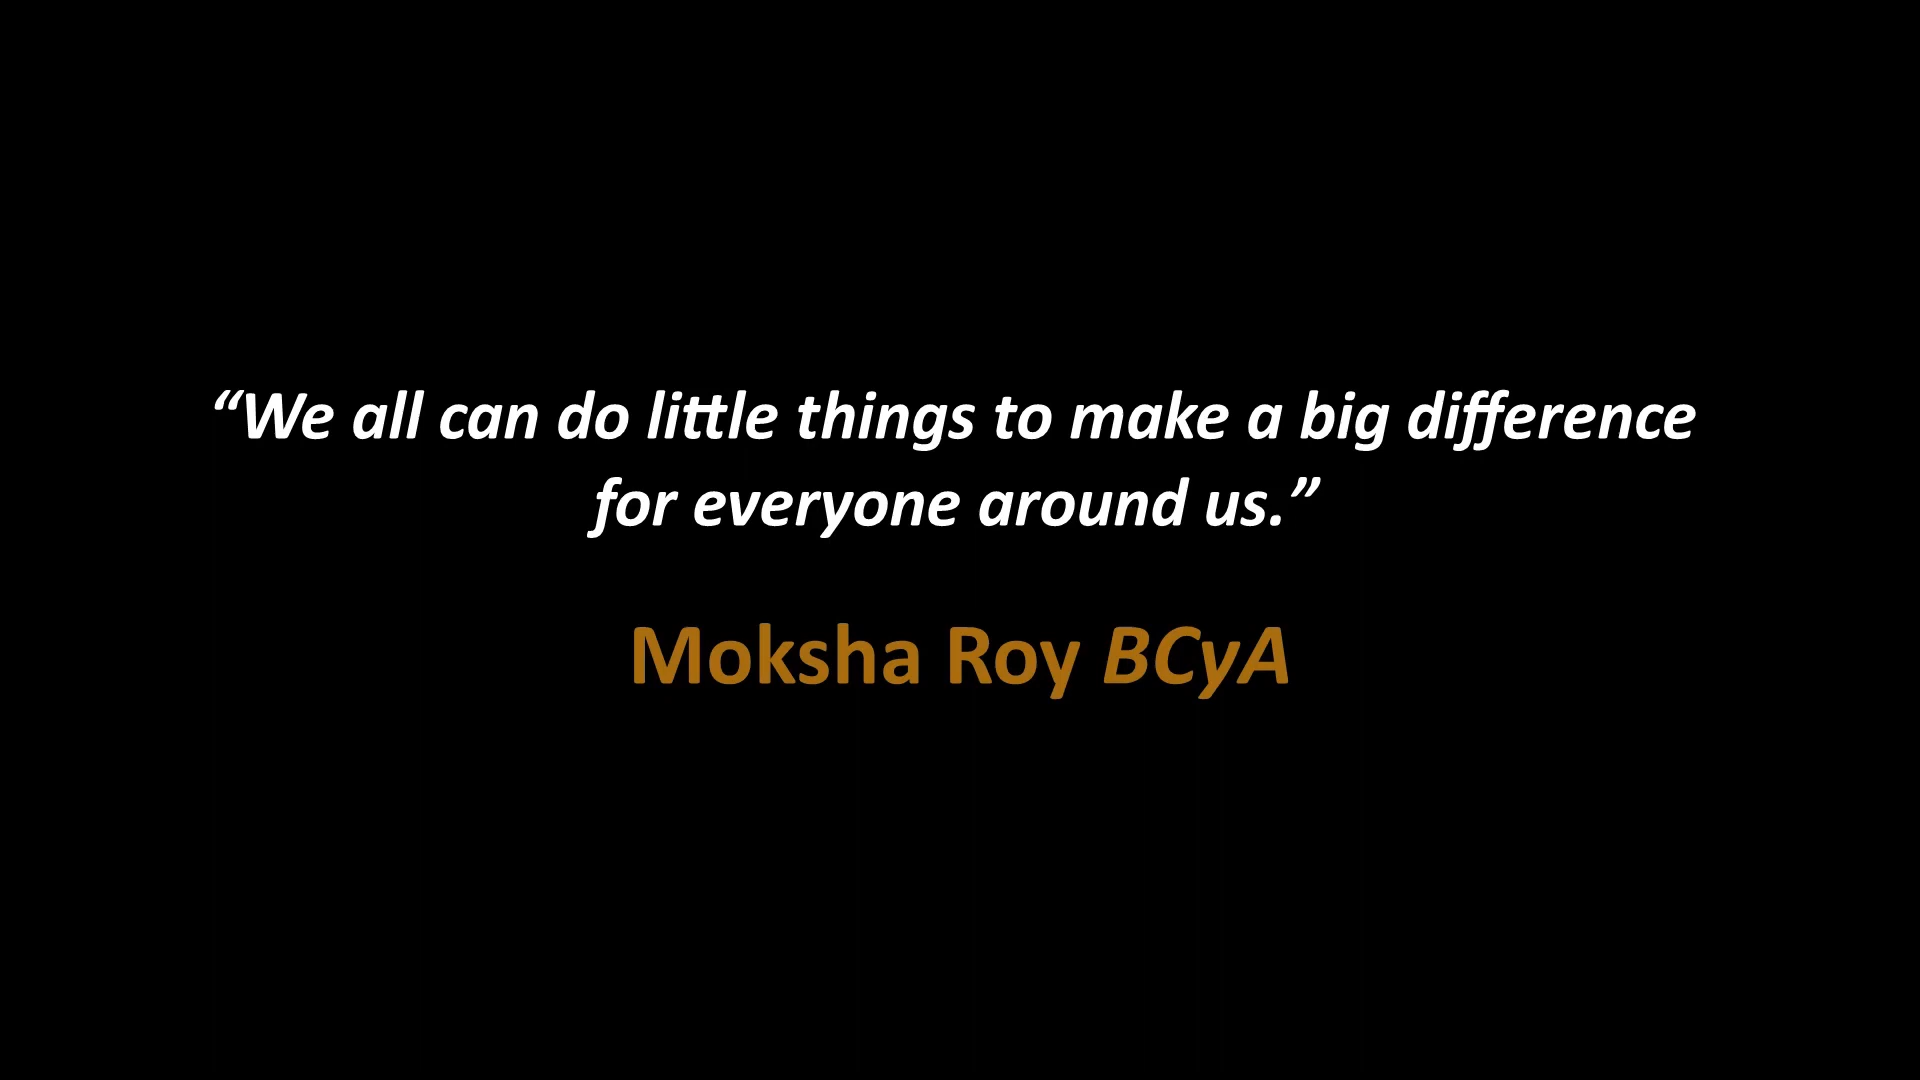 “We all can do little things to make a big difference
for everyone around us.”
Moksha Roy BCyA